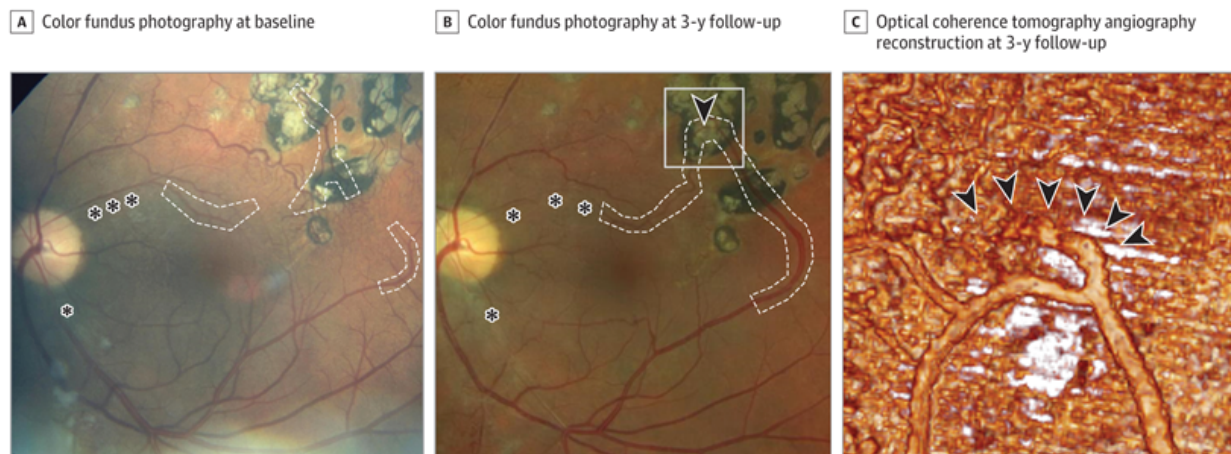 A Color fundus photography at baseline
B Color fundus photography at 3-y follow-up
C Optical coherence tomography angiography
reconstruction at 3-y follow-up